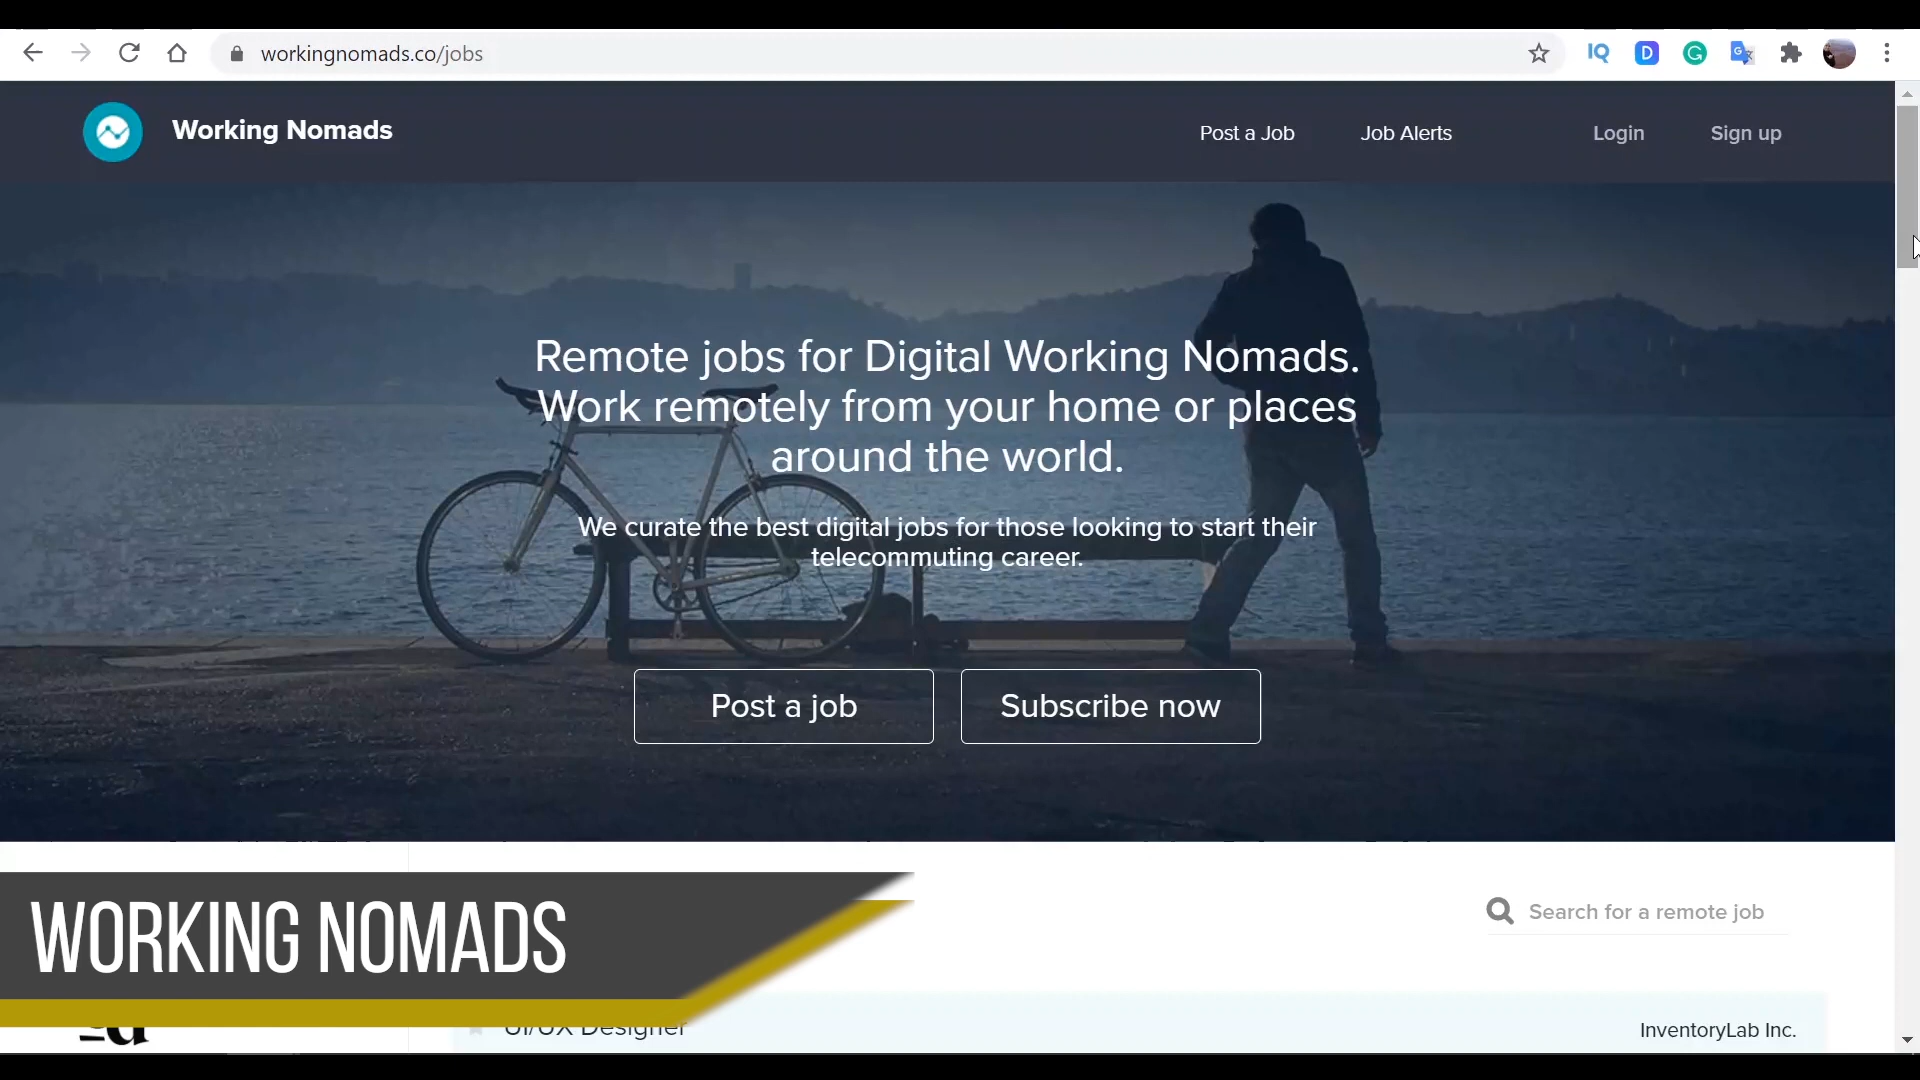 workingnomads.co/jobs
IQ
D
G
Working Nomads
Post a Job
Job Alerts
Login
Sign up
Remote jobs for Digital Working Nomads.
Work remotely from your home or places
around the world.
We curate the best digital jobs for those looking to start their
telecommuting career.
Post a job
Subscribe now
WORKING NOMADS
Search for a remote job
UI/UX Designer
InventoryLab Inc.